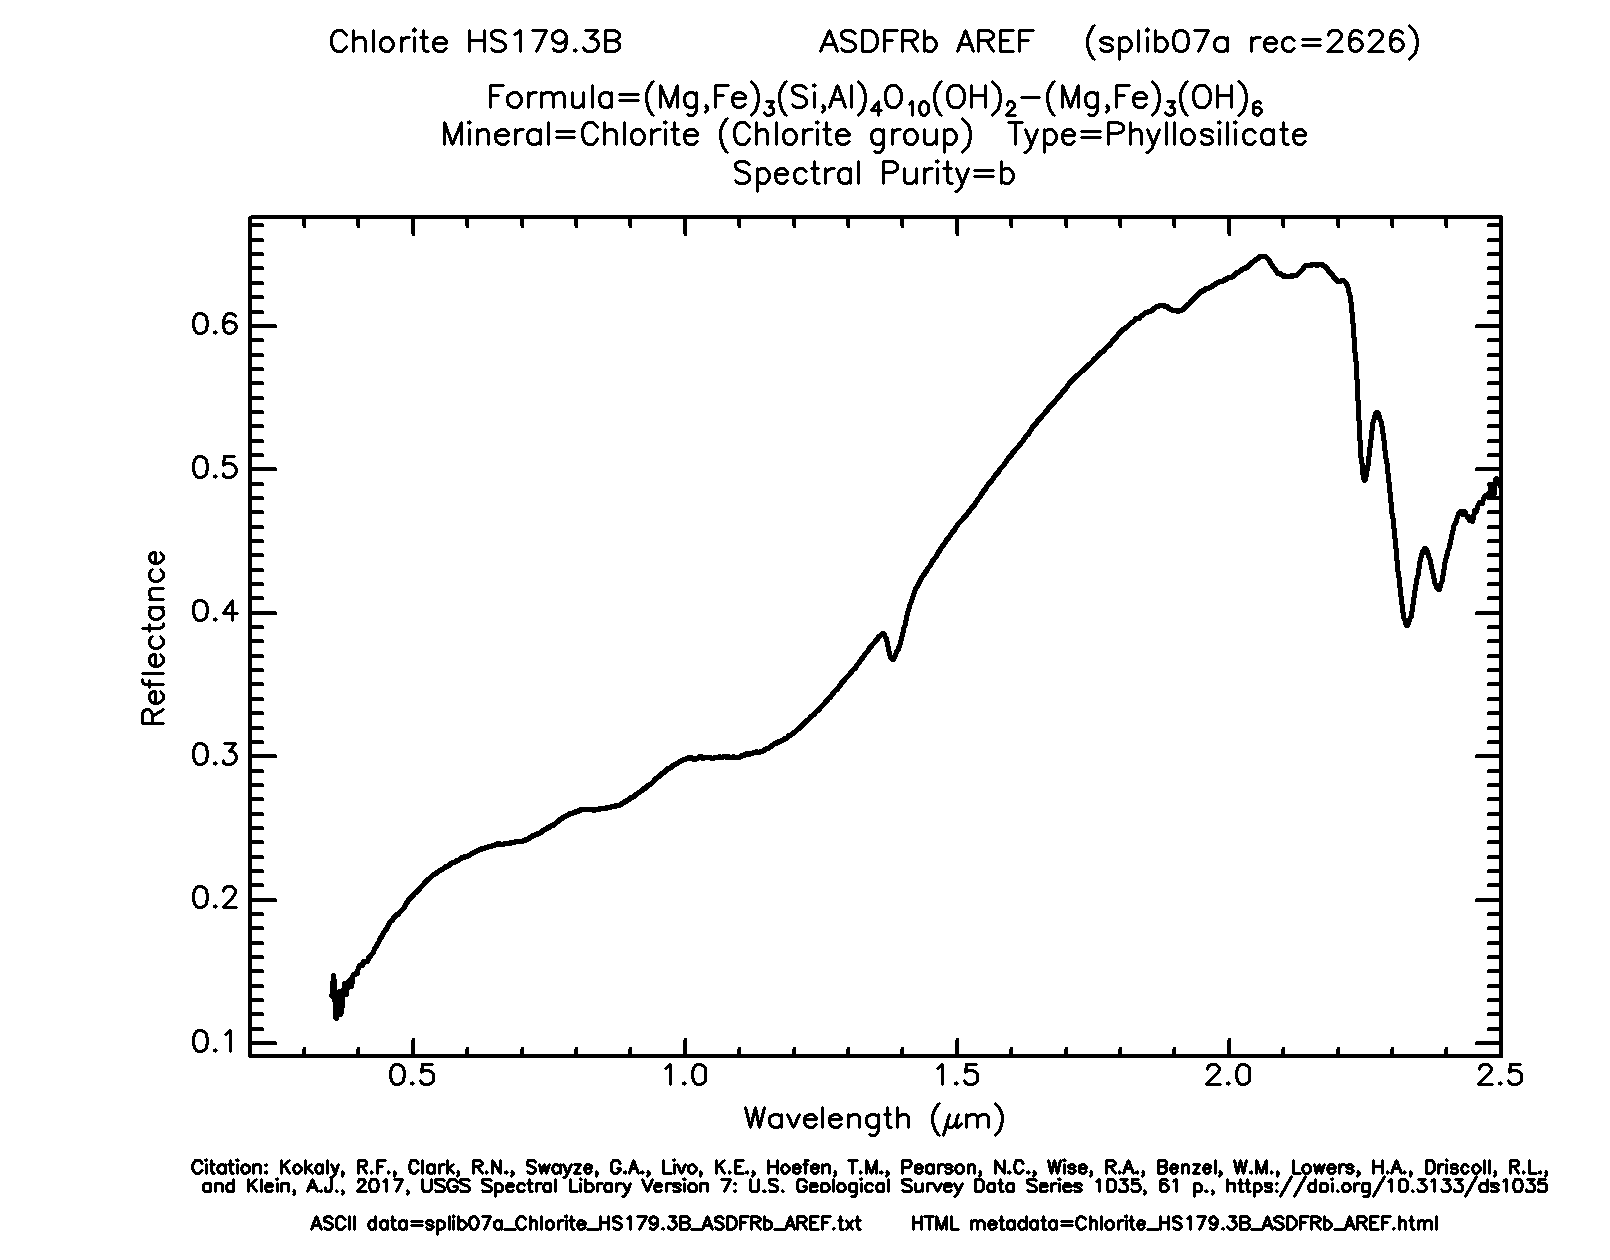 Chlorite HS179.3B ASDFRb AREF (splib07a rec=2626)
Formula=(Mg,Fe)₃(Si,Al)₄O₁₀(OH)₂−(Mg,Fe)₃(OH)₆
Mineral=Chlorite (Chlorite group) Type=Phyllosilicate
Spectral Purity=b
0.6
0.5
0.4
0.3
0.2
0.1
Reflectance
0.5 1.0 1.5 2.0 2.5
Wavelength (μm)
Citation: Kokaly, R.F., Clark, R.N., Swayze, G.A., Livo, K.E., Hoefen, T.M., Pearson, N.C., Wise, R.A., Benzel, W.M., Lowers, H.A., Driscoll, R.L.,
and Klein, A.J., 2017, USGS Spectral Library Version 7: U.S. Geological Survey Data Series 1035, 61 p., https://doi.org/10.3133/ds1035
ASCII data=splib07a_Chlorite_HS179.3B_ASDFRb_AREF.txt HTML metadata=Chlorite_HS179.3B_ASDFRb_AREF.html